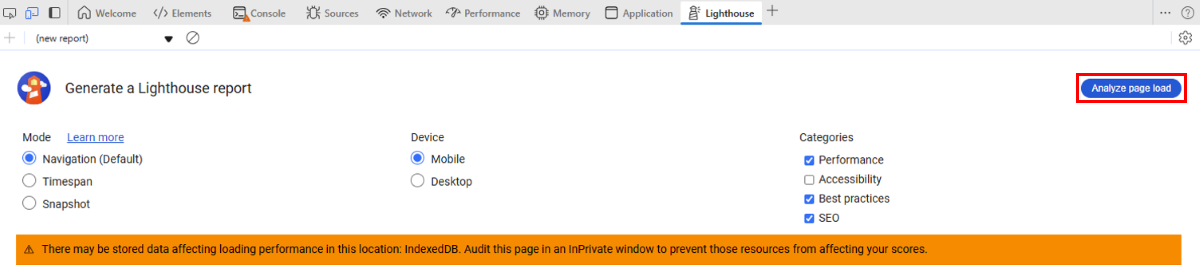 Welcome Elements Console Sources Network Performance Memory Application Lighthouse
(new report)
Generate a Lighthouse report Analyze page load
Mode Learn more Device Categories
Navigation (Default) Mobile Performance
Timespan Desktop Accessibility
Snapshot Best practices
SEO
There may be stored data affecting loading performance in this location: IndexedDB. Audit this page in an InPrivate window to prevent those resources from affecting your scores.